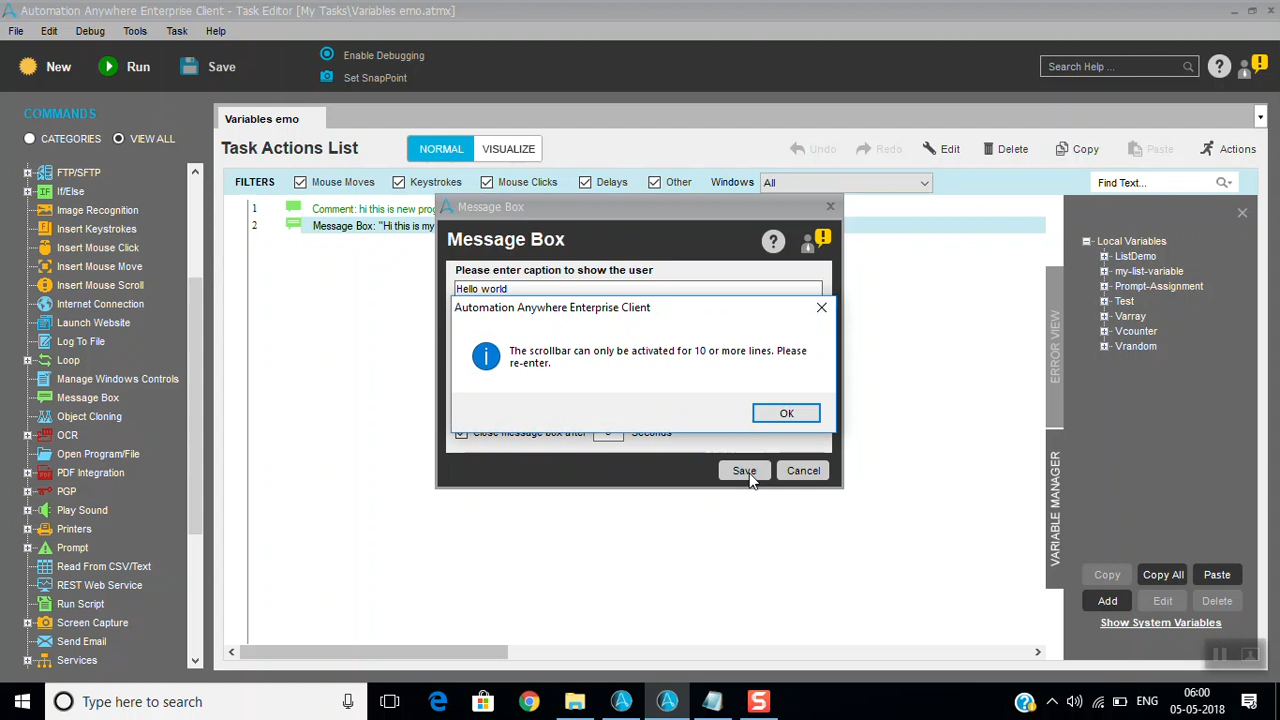 Automation Anywhere Enterprise Client - Task Editor [My Tasks\Variables emo.atmx]
File Edit Debug Tools Task Help
New Run Save
Enable Debugging
Set SnapPoint
Search Help ...
COMMANDS
CATEGORIES VIEW ALL
FTP/SFTP
If/Else
Image Recognition
Insert Keystrokes
Insert Mouse Click
Insert Mouse Move
Insert Mouse Scroll
Internet Connection
Launch Website
Log To File
Loop
Manage Windows Controls
Message Box
Object Cloning
OCR
Open Program/File
PDF Integration
PGP
Play Sound
Printers
Prompt
Read From CSV/Text
REST Web Service
Run Script
Screen Capture
Send Email
Services
Variables emo
Task Actions List
NORMAL VISUALIZE
Undo Redo Edit Delete Copy Paste Actions
FILTERS Mouse Moves Keystrokes Mouse Clicks Delays Other Windows All
Find Text...
1 Comment: hi this is new prog
2 Message Box: "Hi this is my
Message Box
Message Box
Please enter caption to show the user
Hello world
Automation Anywhere Enterprise Client
The scrollbar can only be activated for 10 or more lines. Please
re-enter.
OK
Close message box after Seconds
Save Cancel
ERROR VIEW
VARIABLE MANAGER
Local Variables
ListDemo
my-list-variable
Prompt-Assignment
Test
Varray
Vcounter
Vrandom
Copy Copy All Paste
Add Edit Delete
Show System Variables
Type here to search
ENG
06:00
05-05-2018